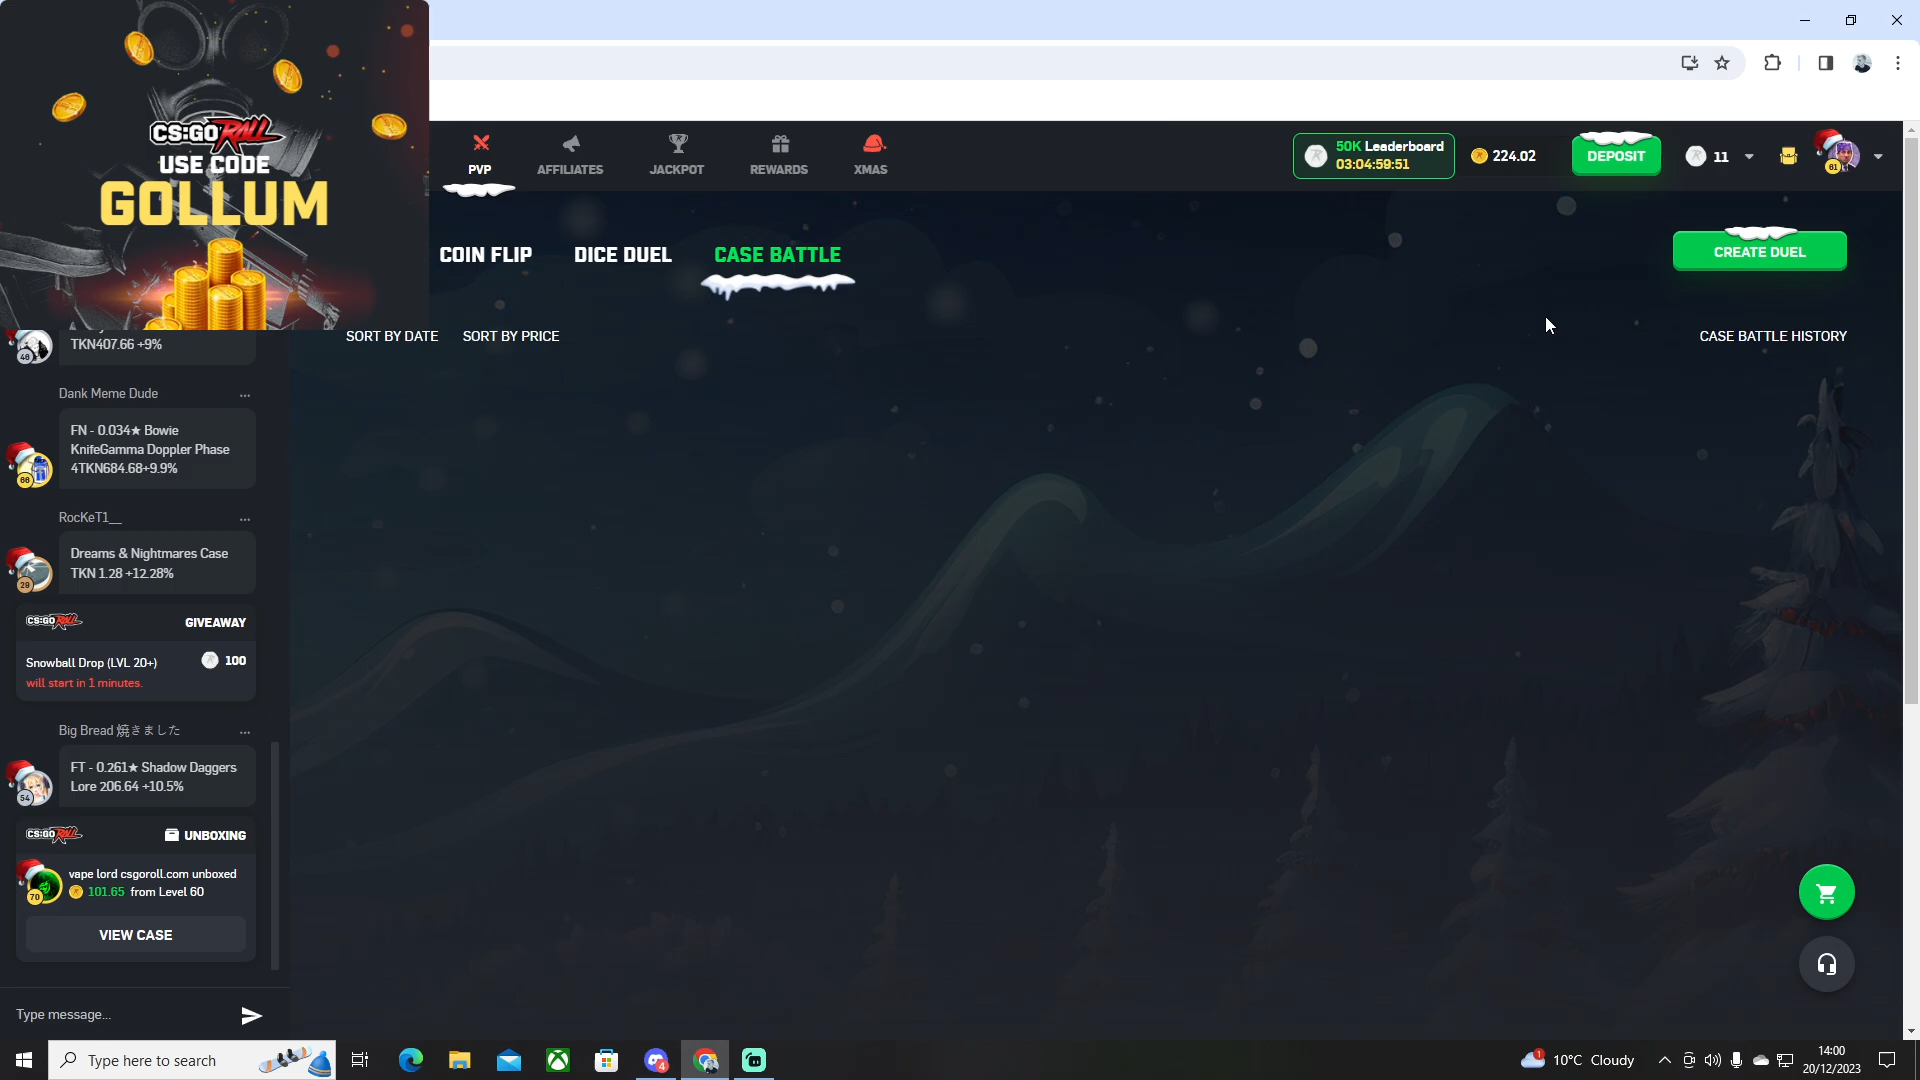 CS:GO ROLL
USE CODE
GOLLUM
PVP
AFFILIATES
JACKPOT
REWARDS
XMAS
50K Leaderboard
03:04:59:51
224.02
DEPOSIT
11
61
COIN FLIP
DICE DUEL
CASE BATTLE
CREATE DUEL
SORT BY DATE
SORT BY PRICE
CASE BATTLE HISTORY
TKN407.66 +9%
Dank Meme Dude
...
FN - 0.034★ Bowie
KnifeGamma Doppler Phase
4TKN684.68+9.9%
RocKeT1__
...
Dreams & Nightmares Case
TKN 1.28 +12.28%
CS:GO ROLL
GIVEAWAY
Snowball Drop (LVL 20+)
100
will start in 1 minutes.
Big Bread 焼きました
...
FT - 0.261★ Shadow Daggers
Lore 206.64 +10.5%
54
CS:GO ROLL
UNBOXING
vape lord csgoroll.com unboxed
101.65 from Level 60
70
VIEW CASE
Type message...
Type here to search
4
1
10°C Cloudy
14:00
20/12/2023